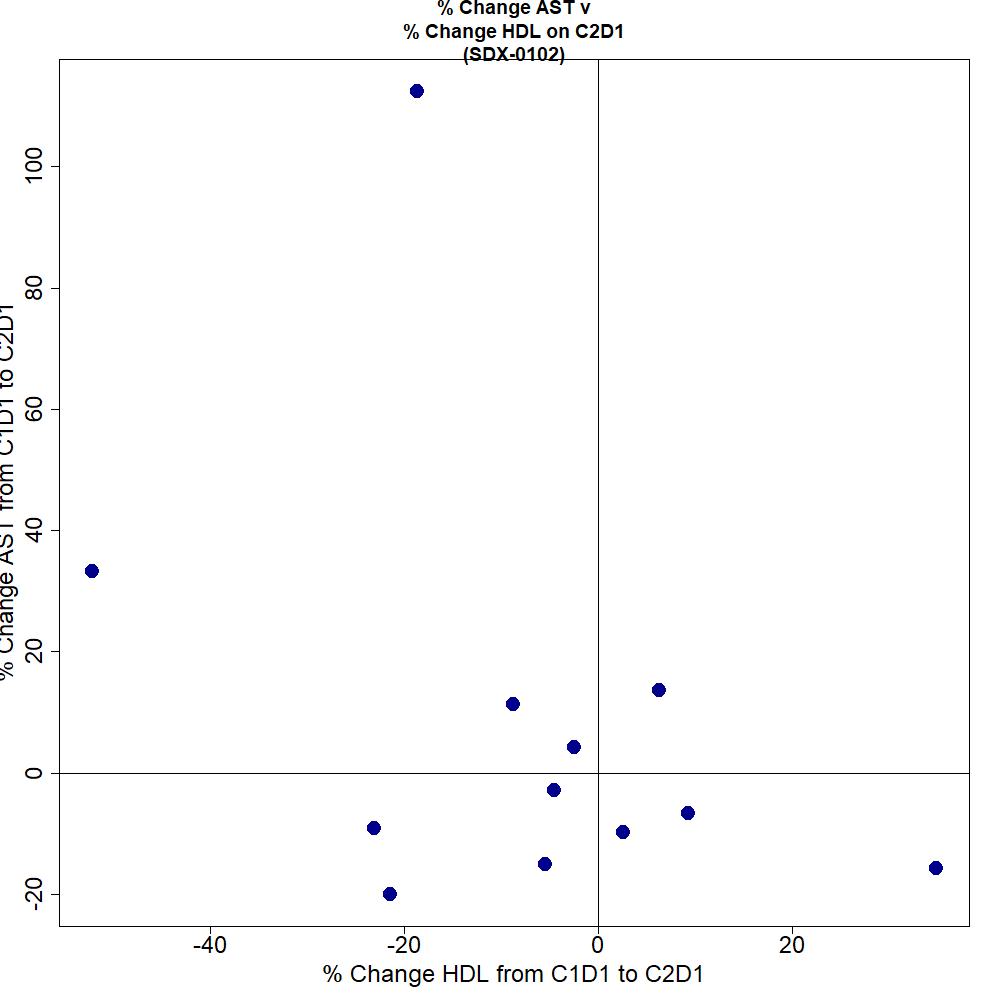 % Change AST v
% Change HDL on C2D1
(SDX-0102)
% Change AST from C1D1 to C2D1
100
80
60
40
20
0
-20
-40
-20
0
20
% Change HDL from C1D1 to C2D1